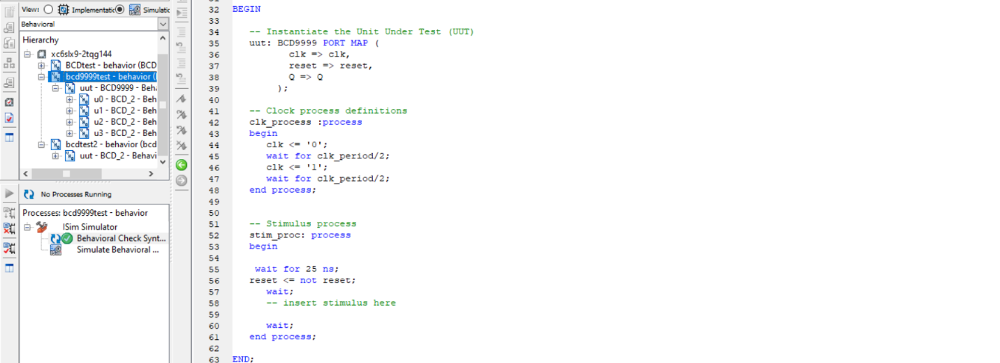 View:
Implementatic
Simulatic
Behavioral
Hierarchy
xc6slx9-2tqg144
BCDtest - behavior (BCD
bcd9999test - behavior (
uut - BCD9999 - Beha
u0 - BCD_2 - Beh
u1 - BCD_2 - Beh
u2 - BCD_2 - Beh
u3 - BCD_2 - Beh
bcdtest2 - behavior (bcd
uut - BCD_2 - Behavi
No Processes Running
Processes: bcd9999test - behavior
ISim Simulator
Behavioral Check Synt...
Simulate Behavioral ...
32 BEGIN
33
34 -- Instantiate the Unit Under Test (UUT)
35 uut: BCD9999 PORT MAP (
36 clk => clk,
37 reset => reset,
38 Q => Q
39 );
40
41 -- Clock process definitions
42 clk_process :process
43 begin
44 clk <= '0';
45 wait for clk_period/2;
46 clk <= '1';
47 wait for clk_period/2;
48 end process;
49
50
51 -- Stimulus process
52 stim_proc: process
53 begin
54
55 wait for 25 ns;
56 reset <= not reset;
57 wait;
58 -- insert stimulus here
59
60 wait;
61 end process;
62
63 END;